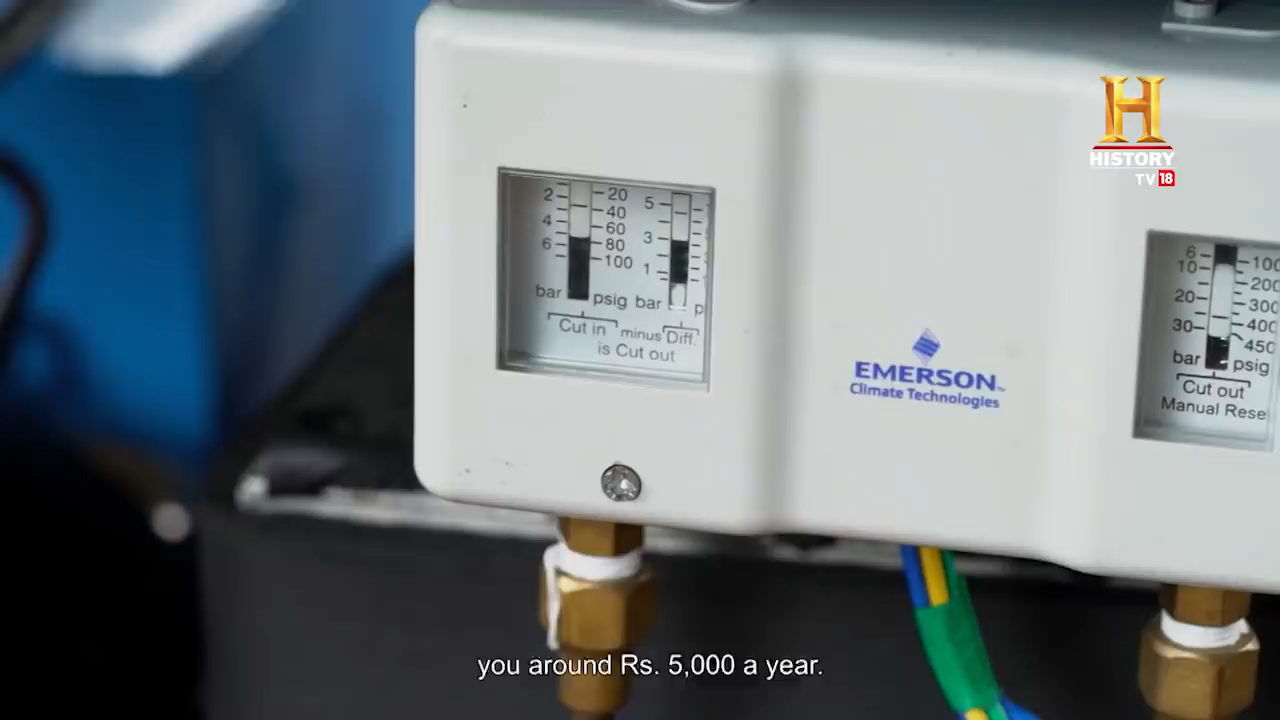 H
HISTORY
TV 18
2 20 5
4 40
60 3
6 80
100 1
bar psig bar p
Cut in minus Diff.
is Cut out
EMERSON
Climate Technologies
6 100
10 200
20 300
30 400
450
bar psig
Cut out
Manual Rese
you around Rs. 5,000 a year.